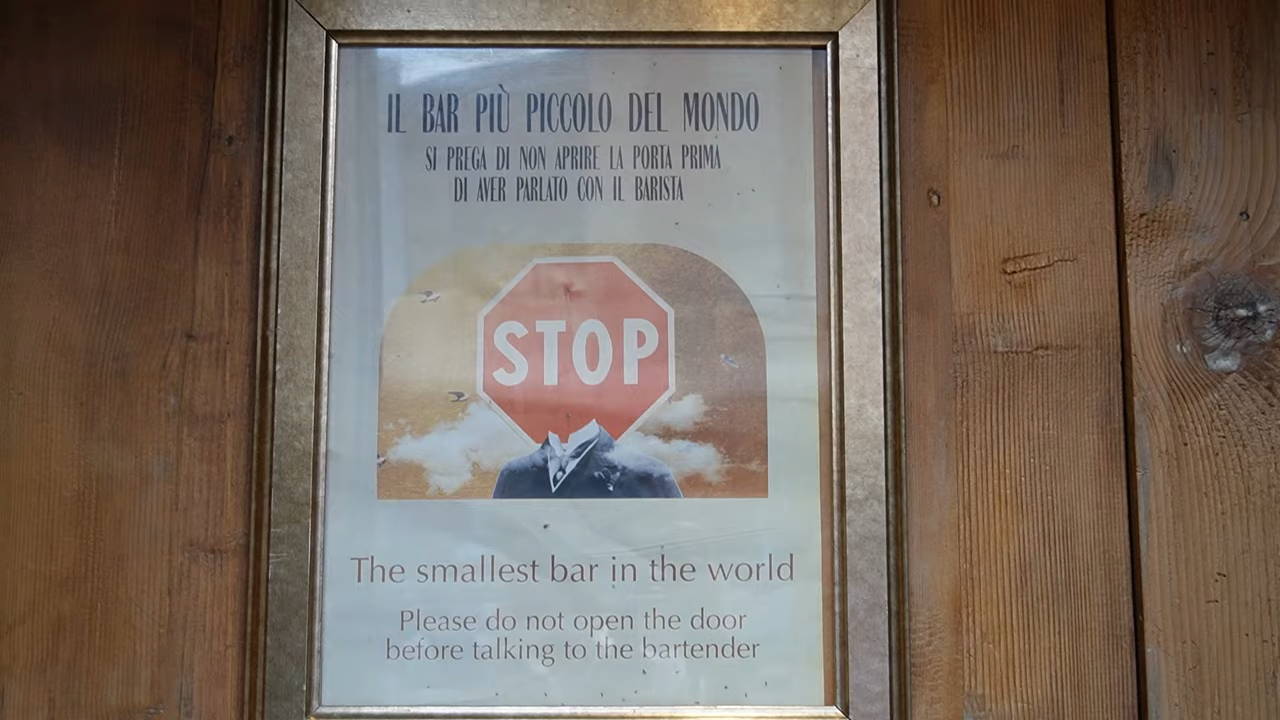 IL BAR PIÙ PICCOLO DEL MONDO
SI PREGA DI NON APRIRE LA PORTA PRIMA
DI AVER PARLATO CON IL BARISTA
STOP
The smallest bar in the world
Please do not open the door
before talking to the bartender